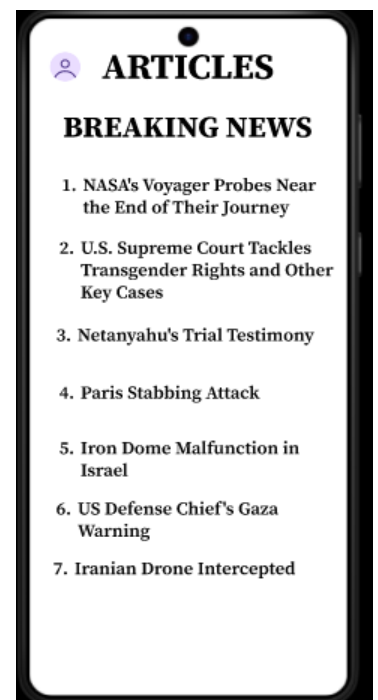 ARTICLES
BREAKING NEWS
1. NASA's Voyager Probes Near
the End of Their Journey
2. U.S. Supreme Court Tackles
Transgender Rights and Other
Key Cases
3. Netanyahu's Trial Testimony
4. Paris Stabbing Attack
5. Iron Dome Malfunction in
Israel
6. US Defense Chief's Gaza
Warning
7. Iranian Drone Intercepted